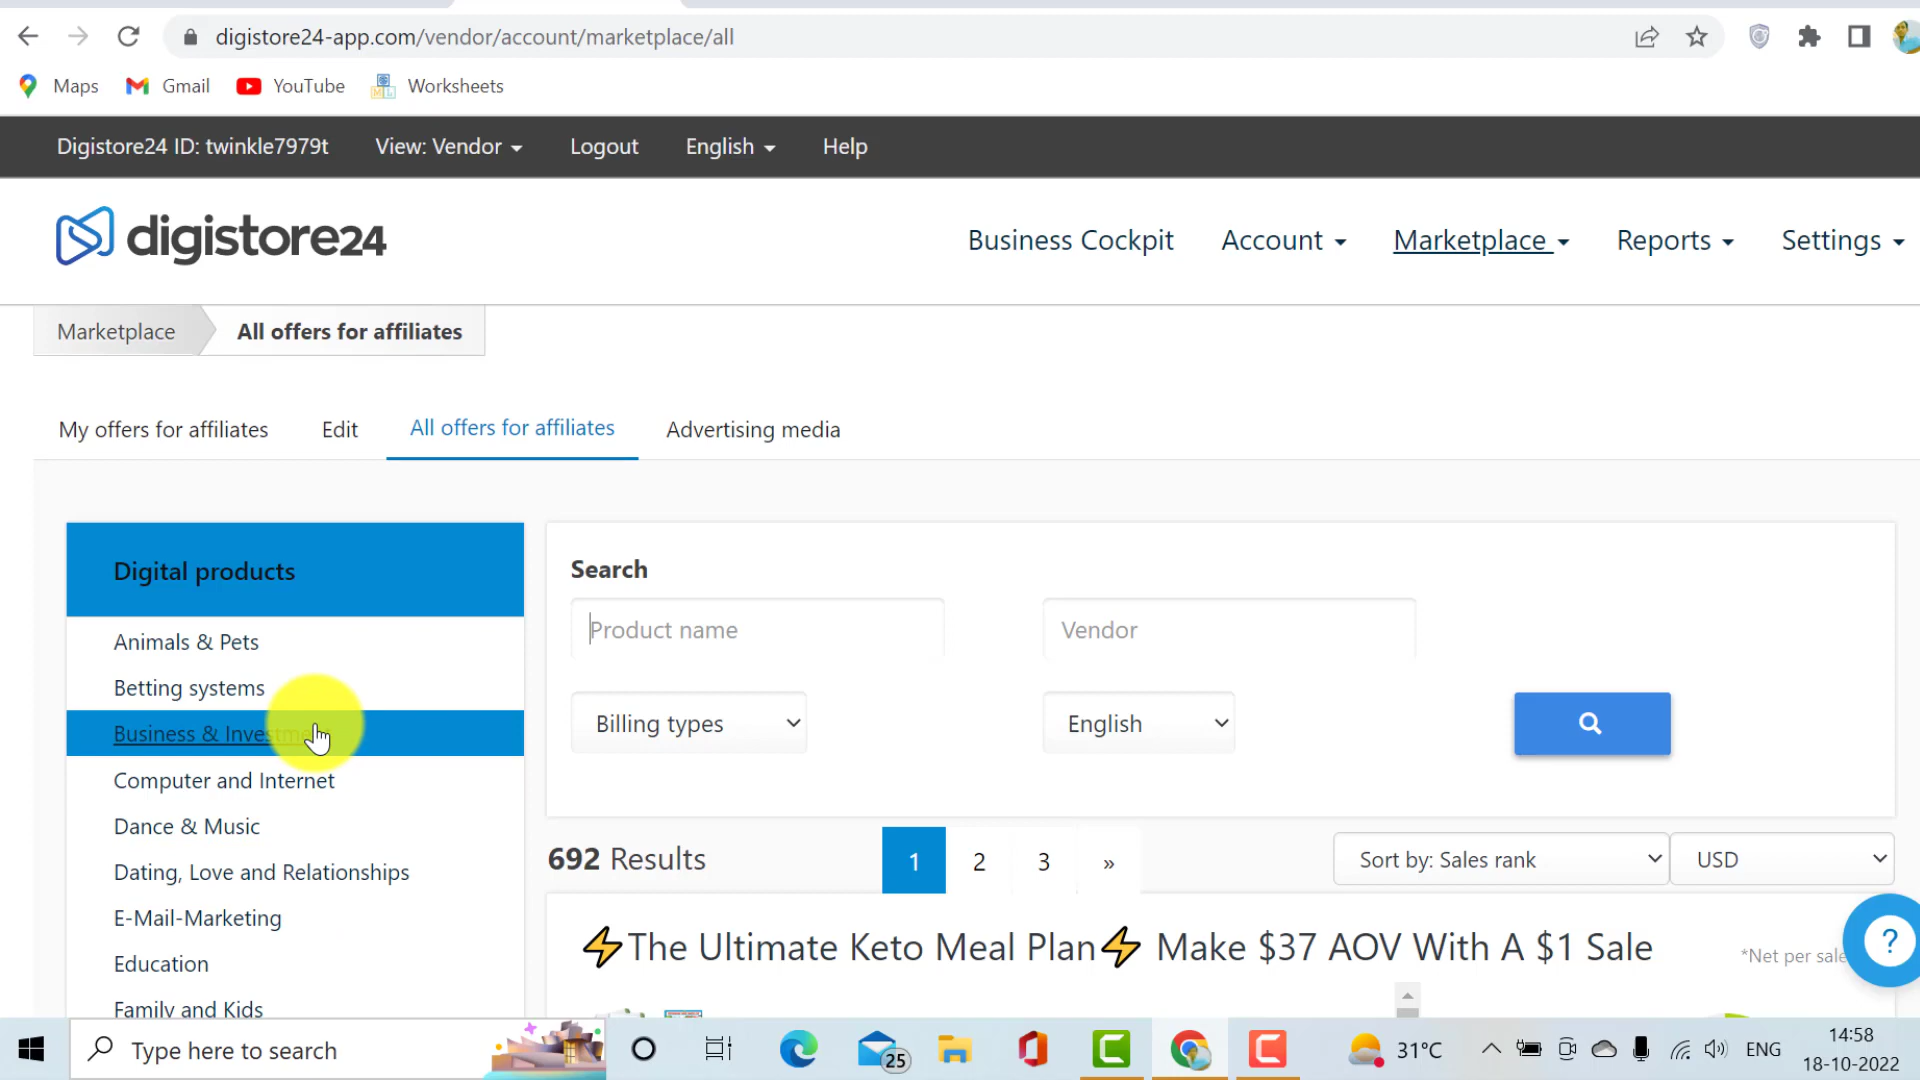 digistore24-app.com/vendor/account/marketplace/all
Maps Gmail YouTube Worksheets
Digistore24 ID: twinkle7979t View: Vendor Logout English Help
digistore24
Business Cockpit Account Marketplace Reports Settings
Marketplace All offers for affiliates
My offers for affiliates Edit All offers for affiliates Advertising media
Digital products
Animals & Pets
Betting systems
Business & Investment
Computer and Internet
Dance & Music
Dating, Love and Relationships
E-Mail-Marketing
Education
Family and Kids
Search
Product name Vendor
Billing types English
692 Results 1 2 3 » Sort by: Sales rank USD
⚡The Ultimate Keto Meal Plan⚡ Make $37 AOV With A $1 Sale
*Net per sale
?
Type here to search 25 31°C ENG 14:58
18-10-2022